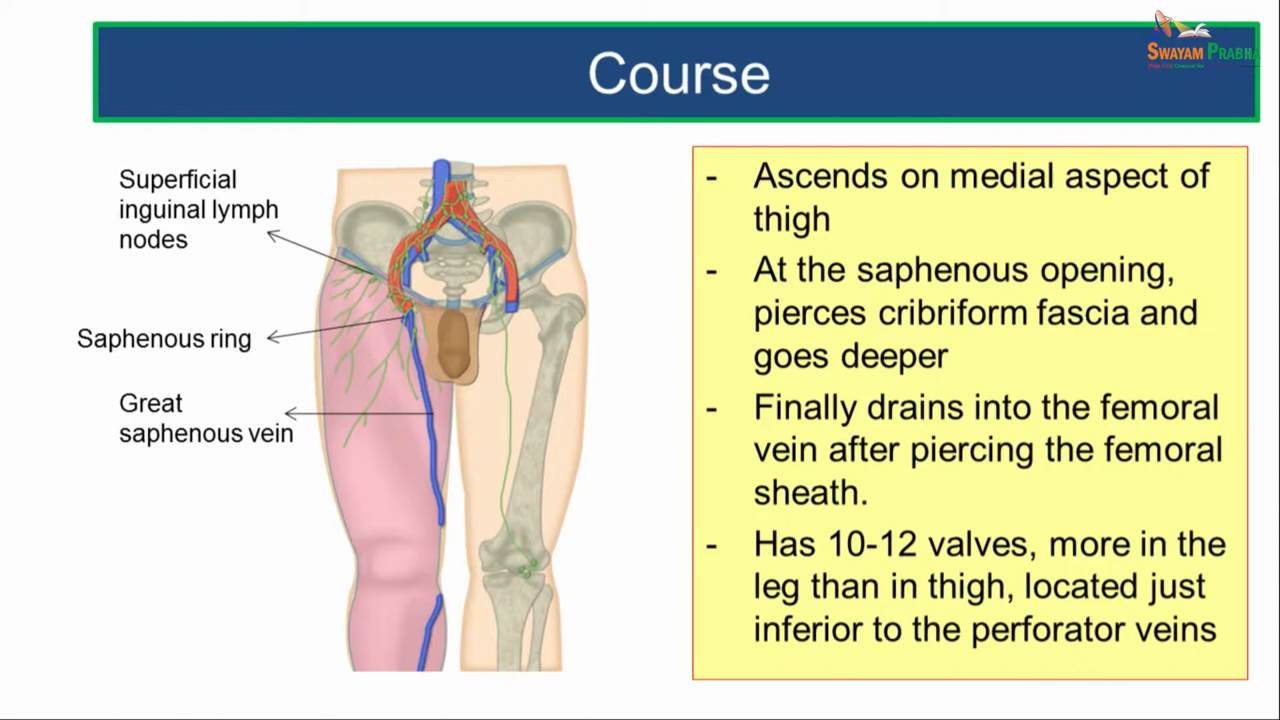 Course
SWAYAM PRABHA
Superficial
inguinal lymph
nodes
Saphenous ring
Great
saphenous vein
- Ascends on medial aspect of
thigh
- At the saphenous opening,
pierces cribriform fascia and
goes deeper
- Finally drains into the femoral
vein after piercing the femoral
sheath.
- Has 10-12 valves, more in the
leg than in thigh, located just
inferior to the perforator veins